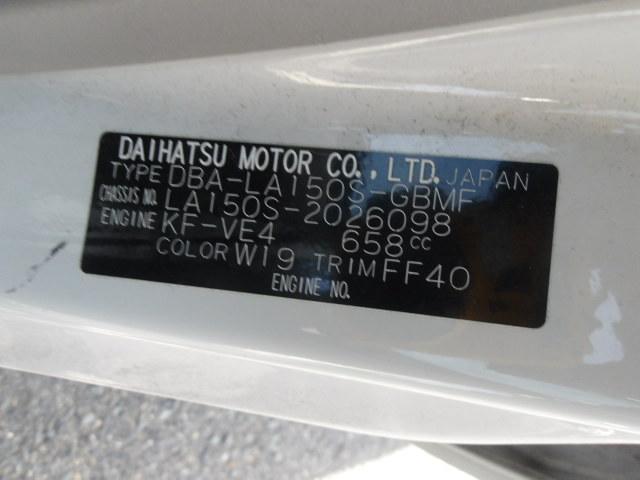 DAIHATSU MOTOR CO., LTD. JAPAN
TYPE DBA-LA150S-GBMF
CHASSIS NO. LA150S-2026098
ENGINE KF-VE4 658cc
COLOR W19 TRIM FF40
ENGINE NO.